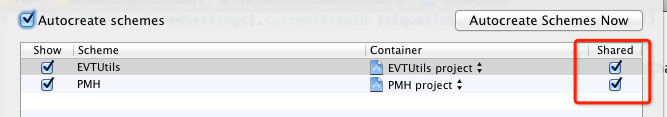 Autocreate schemes
Autocreate Schemes Now
Show Scheme Container Shared
EVTUtils EVTUtils project
PMH PMH project